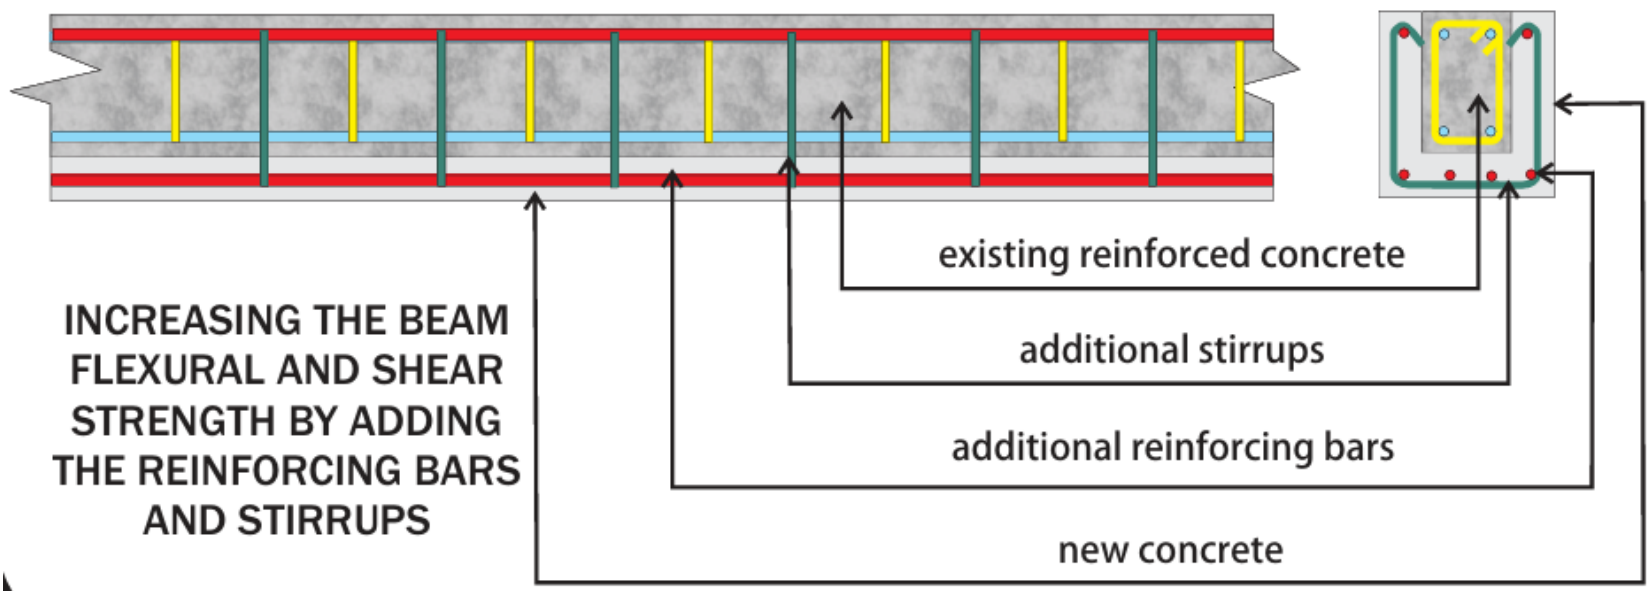 existing reinforced concrete
INCREASING THE BEAM
FLEXURAL AND SHEAR
STRENGTH BY ADDING
THE REINFORCING BARS
AND STIRRUPS
additional stirrups
additional reinforcing bars
new concrete